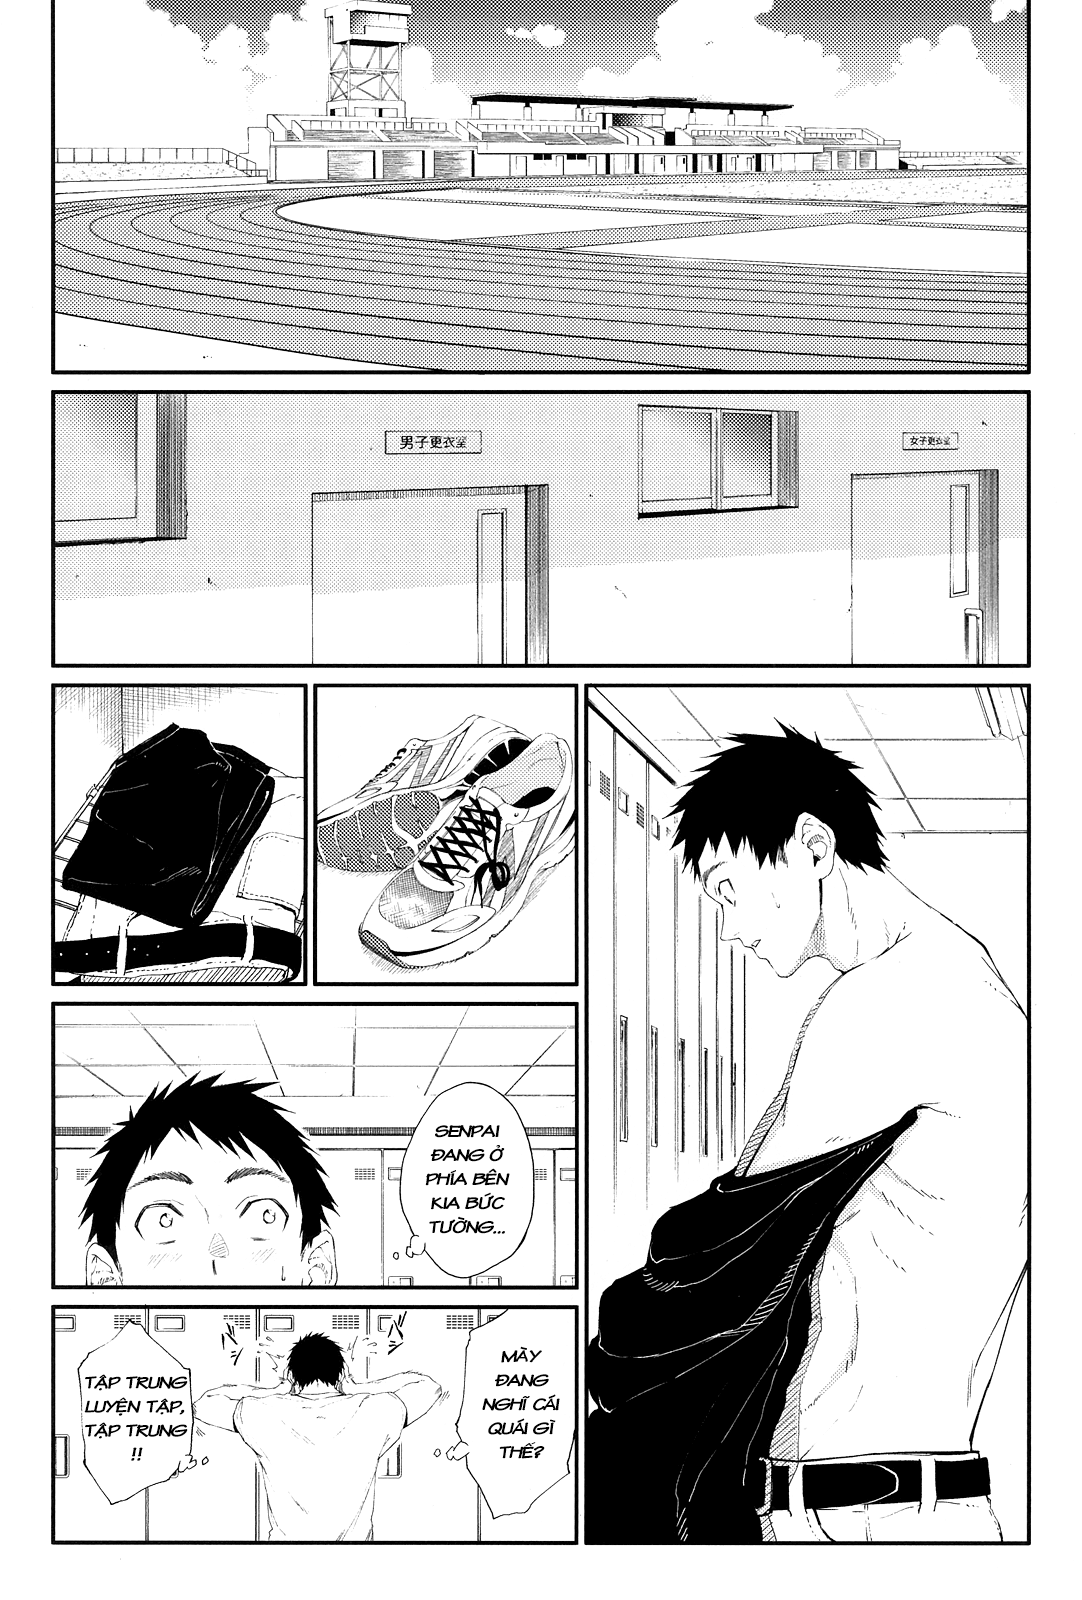 男子更衣室
女子更衣室
SENPAI
ĐANG Ở
PHÍA BÊN
KIA BỨC
TƯỜNG...
MÀY
ĐANG
NGHĨ CÁI
QUÁI GÌ
THẾ?
TẬP TRUNG
LUYỆN TẬP,
TẬP TRUNG
!!